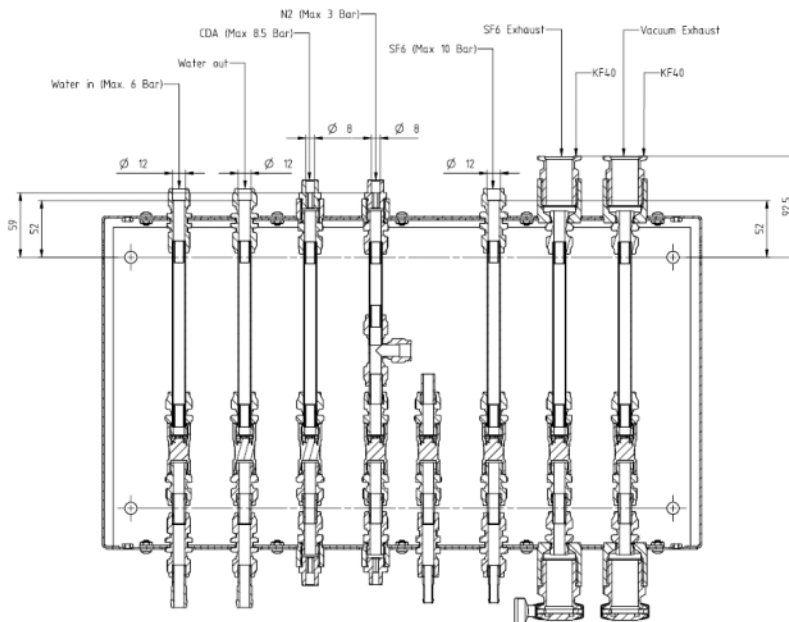 N2 (Max 3 Bar)
CDA (Max 8.5 Bar)
SF6 Exhaust
Vacuum Exhaust
SF6 (Max 10 Bar)
Water out
KF40
KF40
Water in (Max. 6 Bar)
Ø 8
Ø 8
Ø 12
Ø 12
Ø 12
59
52
52
92.5